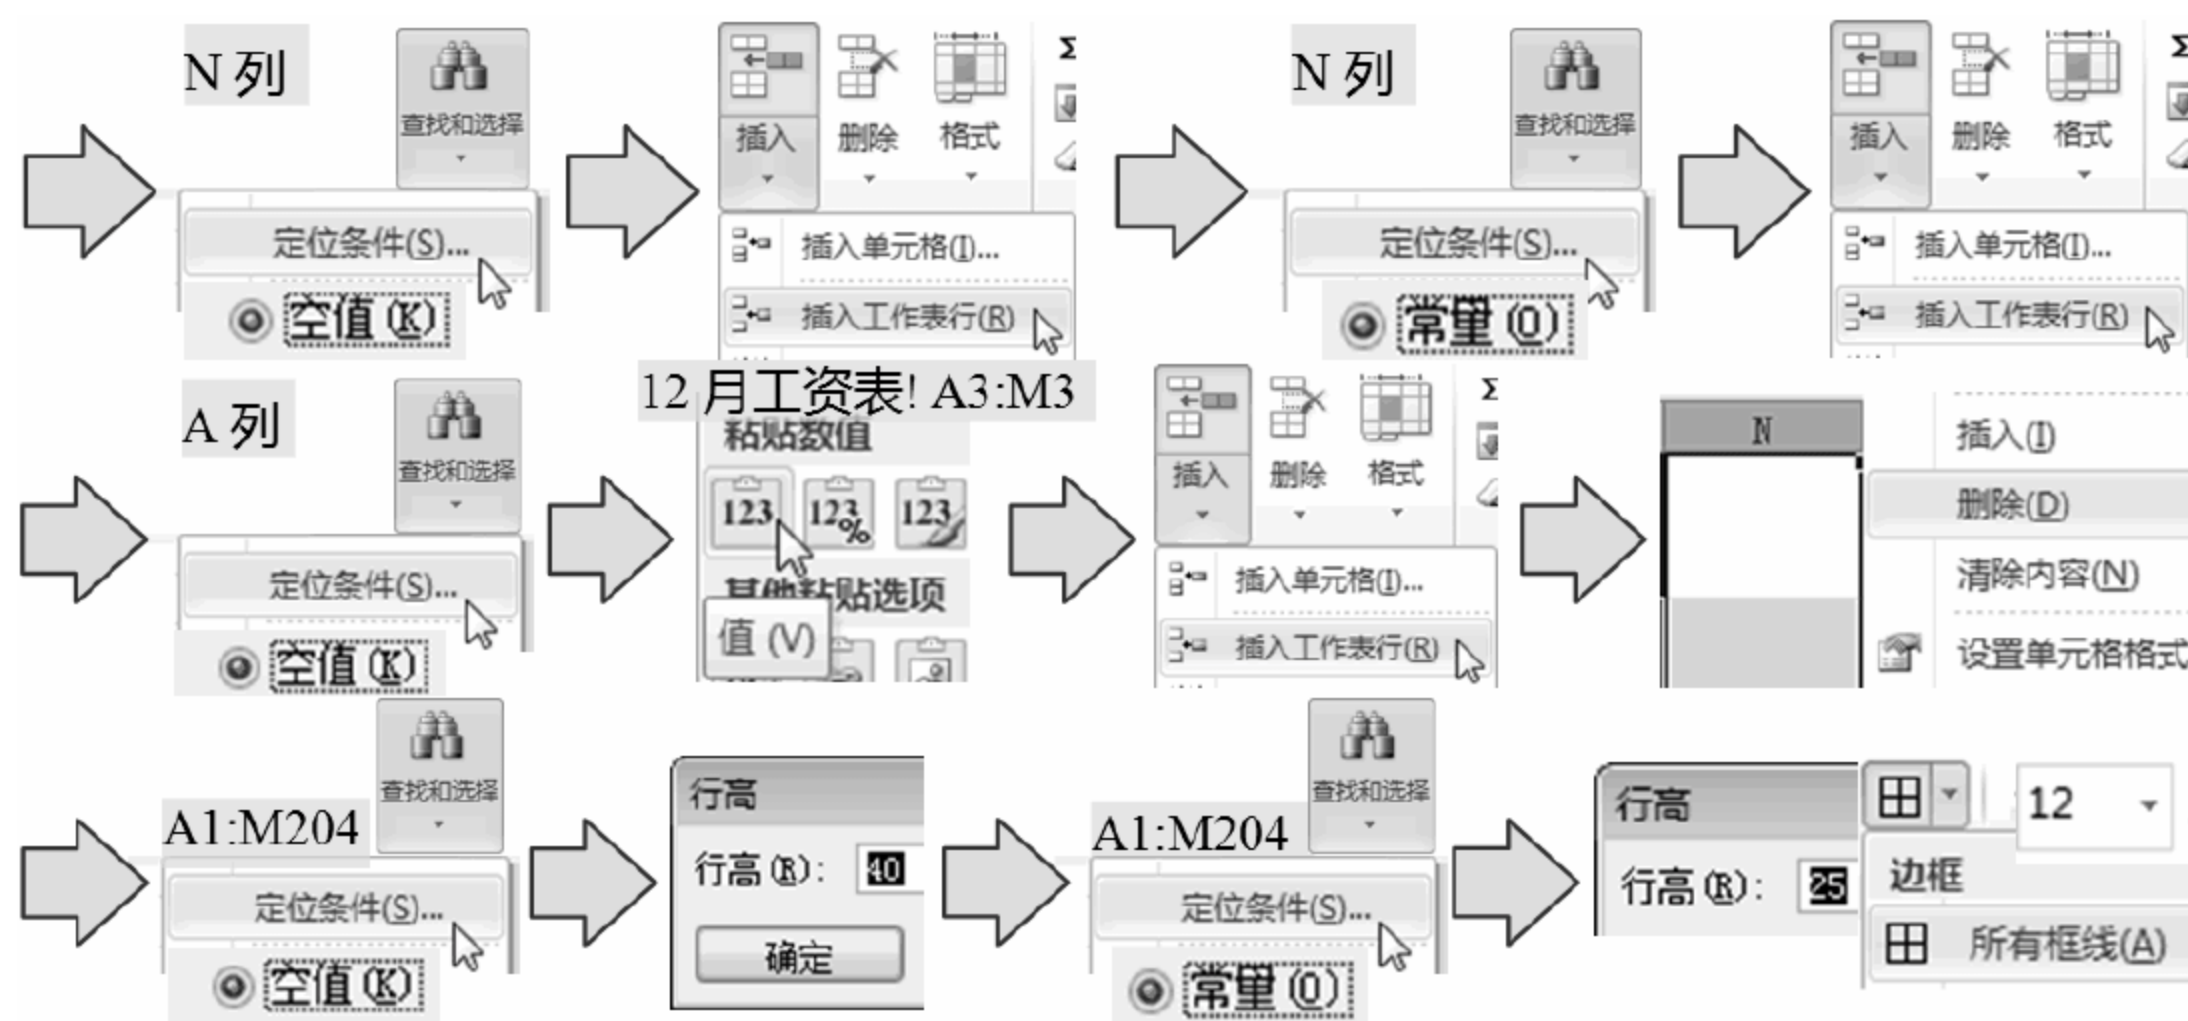 N 列
查找和选择
定位条件(S)...
空值(K)
插入 删除 格式
插入单元格(I)...
插入工作表行(R)
N 列
查找和选择
定位条件(S)...
常量(O)
插入 删除 格式
插入单元格(I)...
插入工作表行(R)
A 列
查找和选择
定位条件(S)...
空值(K)
12 月工资表! A3:M3
粘贴数值
123 123% 123
其他粘贴选项
值 (V)
插入 删除 格式
插入单元格(I)...
插入工作表行(R)
N
插入(I)
删除(D)
清除内容(N)
设置单元格格式
A1:M204
查找和选择
定位条件(S)...
空值(K)
行高
行高(R): 40
确定
A1:M204
查找和选择
定位条件(S)...
常量(O)
行高
行高(R): 25
12
边框
所有框线(A)